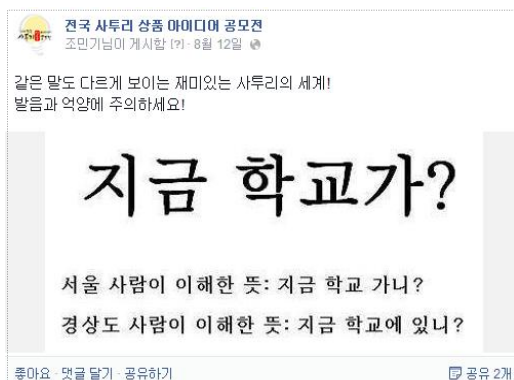 전국 사투리 상품 아이디어 공모전
조민기님이 게시함 [?] · 8월 12일
같은 말도 다르게 보이는 재미있는 사투리의 세계!
발음과 억양에 주의하세요!
지금 학교가?
서울 사람이 이해한 뜻: 지금 학교 가니?
경상도 사람이 이해한 뜻: 지금 학교에 있니?
좋아요 · 댓글 달기 · 공유하기
공유 2개